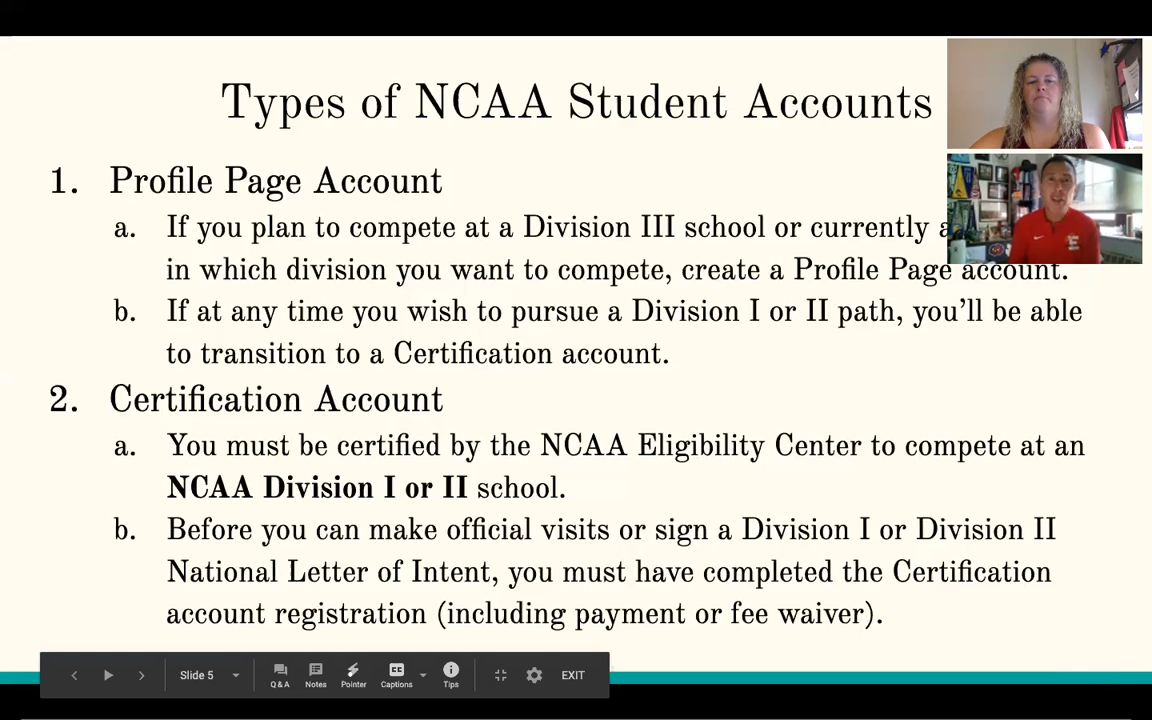 Types of NCAA Student Accounts
1. Profile Page Account
a. If you plan to compete at a Division III school or currently
in which division you want to compete, create a Profile Page account.
b. If at any time you wish to pursue a Division I or II path, you'll be able
to transition to a Certification account.
2. Certification Account
a. You must be certified by the NCAA Eligibility Center to compete at an
NCAA Division I or II school.
b. Before you can make official visits or sign a Division I or Division II
National Letter of Intent, you must have completed the Certification
account registration (including payment or fee waiver).
Slide 5
Q & A
Notes
Pointer
CC
Captions
Tips
EXIT